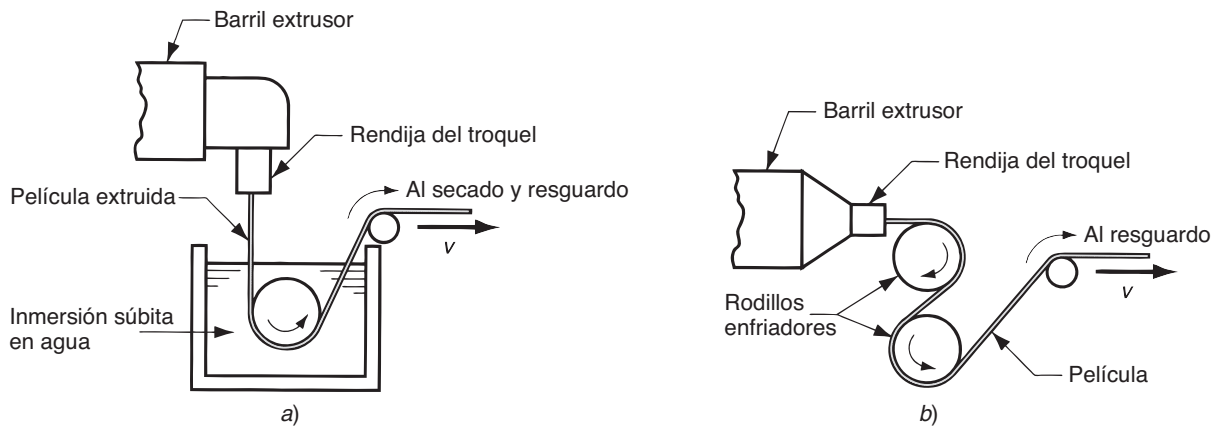 Barril extrusor
Rendija del troquel
Película extruida
Al secado y resguardo
v
Inmersión súbita
en agua
a)
Barril extrusor
Rendija del troquel
Al resguardo
v
Rodillos
enfriadores
Película
b)